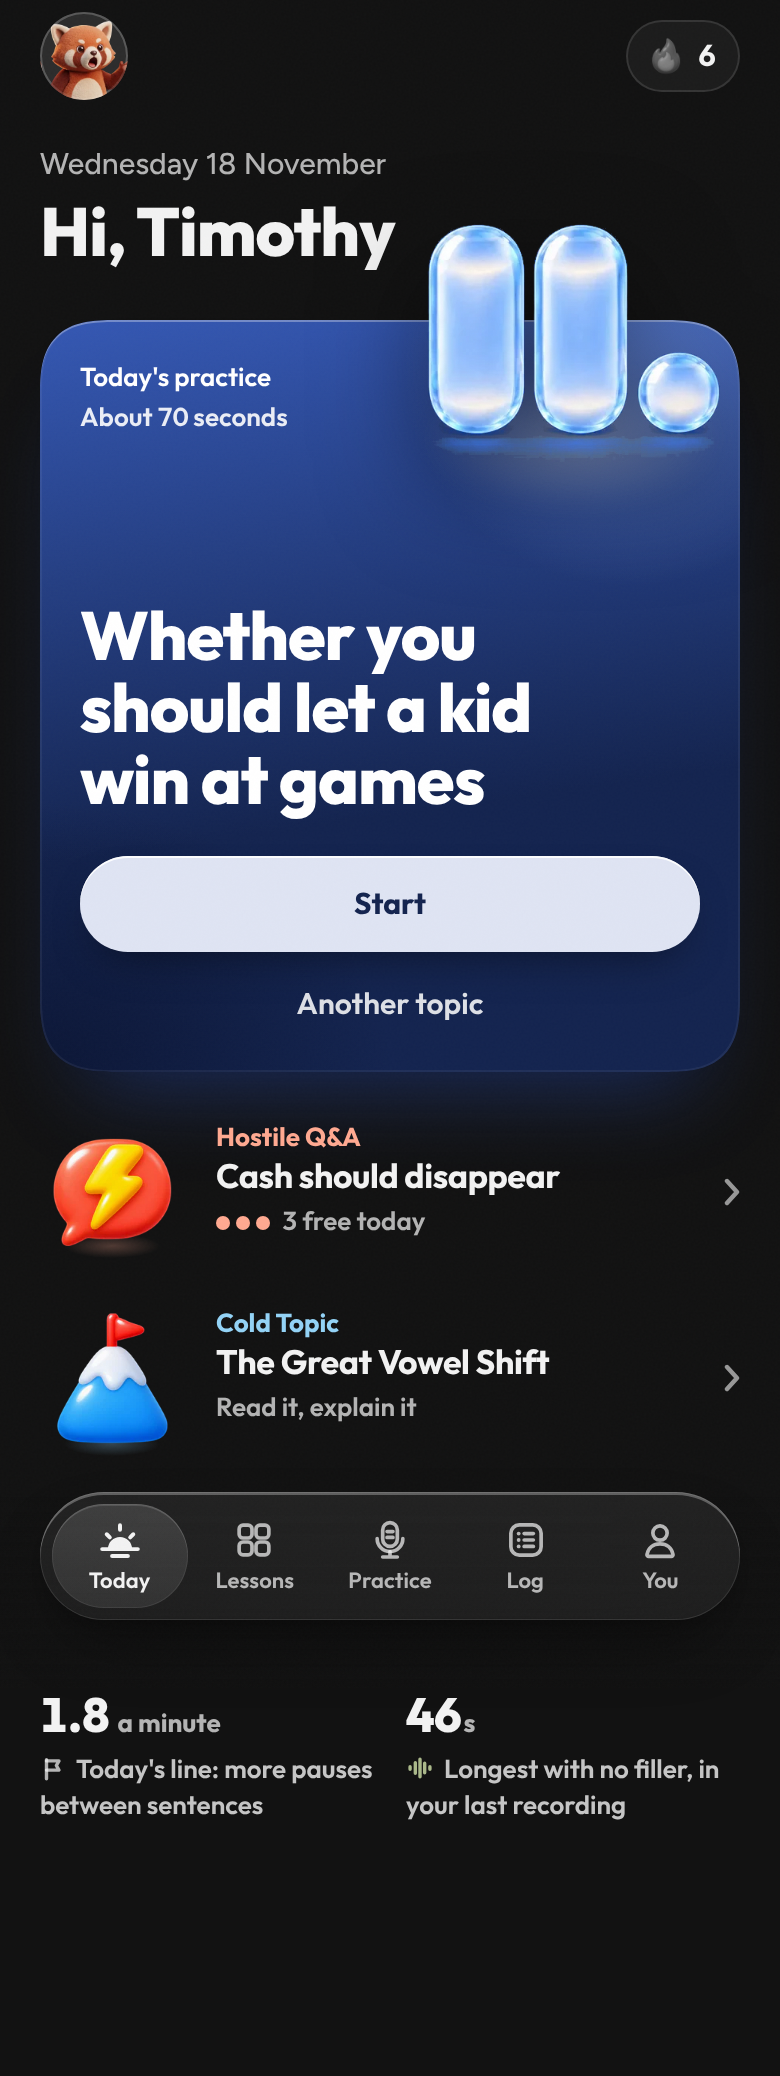 6
Wednesday 18 November
Hi, Timothy
Today's practice
About 70 seconds
Whether you
should let a kid
win at games
Start
Another topic
Hostile Q&A
Cash should disappear
3 free today
Cold Topic
The Great Vowel Shift
Read it, explain it
Today
Lessons
Practice
Log
You
1.8 a minute
Today's line: more pauses
between sentences
46s
Longest with no filler, in
your last recording